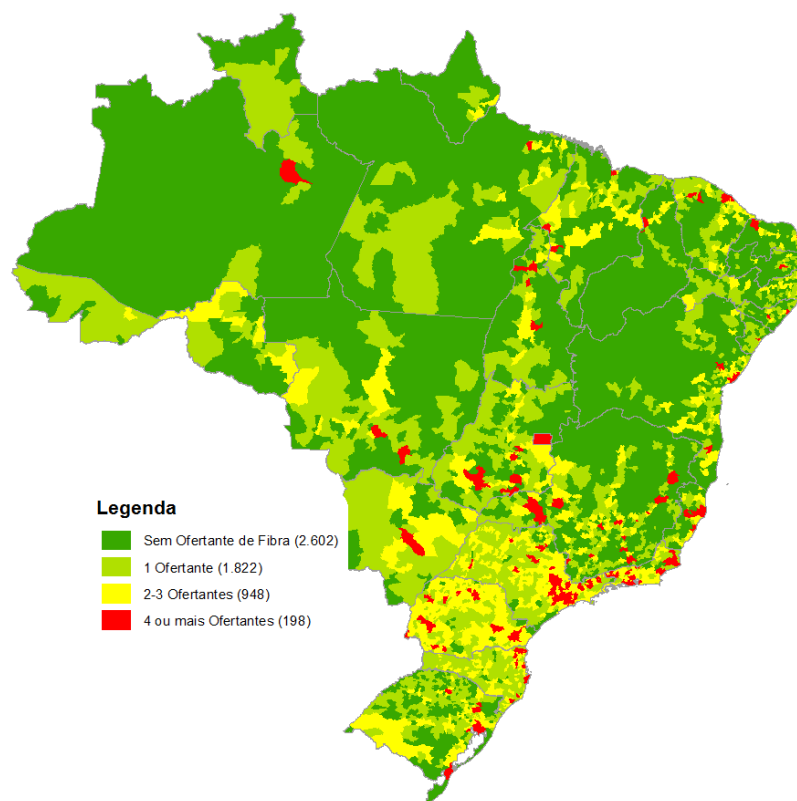 Legenda
Sem Ofertante de Fibra (2.602)
1 Ofertante (1.822)
2-3 Ofertantes (948)
4 ou mais Ofertantes (198)